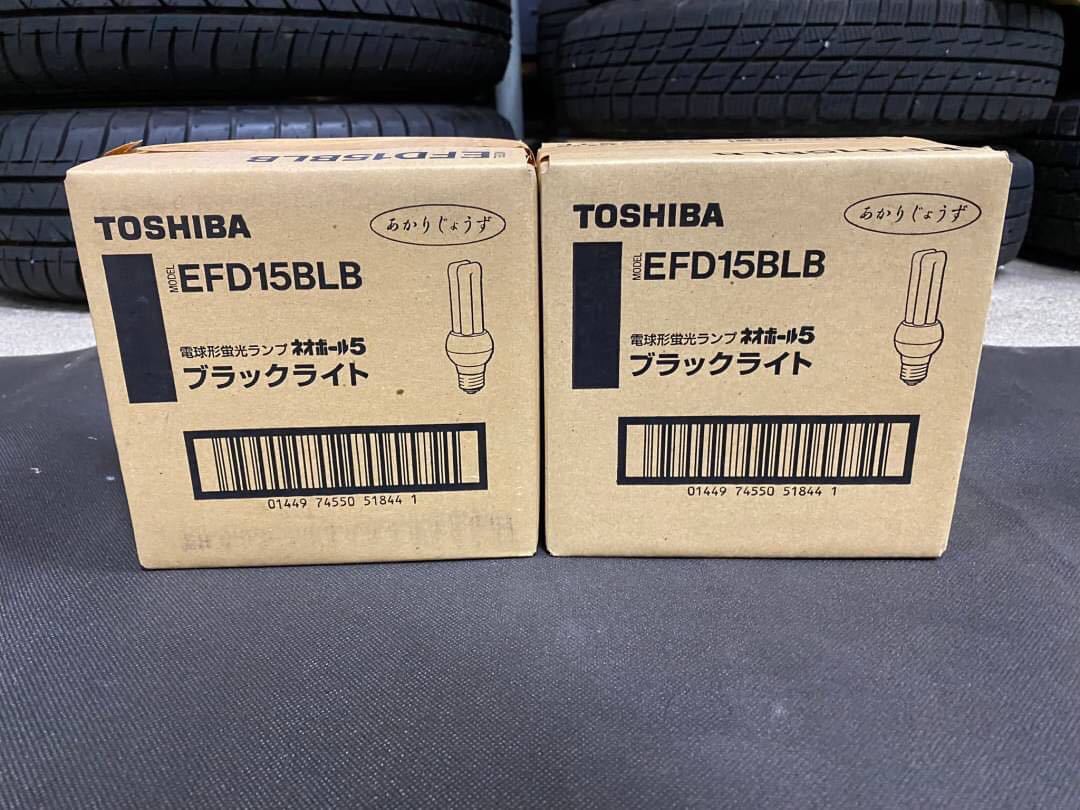 EFD15BLB
TOSHIBA
あかりじょうず
MODEL EFD15BLB
電球形蛍光ランプ ネオボール5
ブラックライト
01449 74550 51844 1
EFD15BLB
TOSHIBA
あかりじょうず
MODEL EFD15BLB
電球形蛍光ランプ ネオボール5
ブラックライト
01449 74550 51844 1